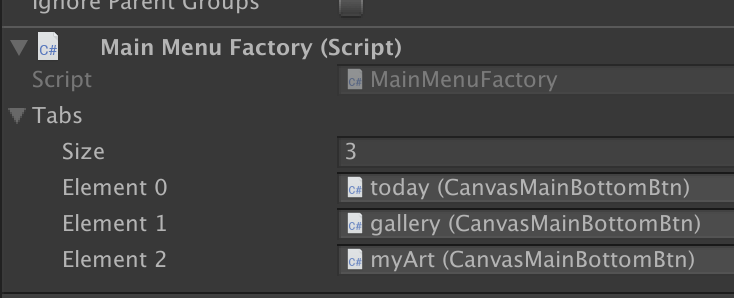 Ignore Parent Groups
C# Main Menu Factory (Script)
Script C# MainMenuFactory
Tabs
Size 3
Element 0 C# today (CanvasMainBottomBtn)
Element 1 C# gallery (CanvasMainBottomBtn)
Element 2 C# myArt (CanvasMainBottomBtn)